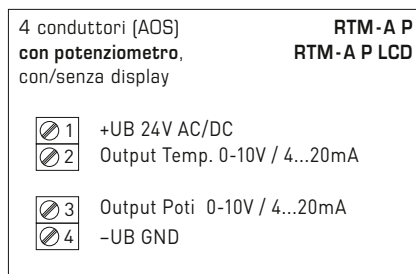 4 conduttori (AOS) RTM-A P
con potenziometro, RTM-A P LCD
con/senza display
1 +UB 24V AC/DC
2 Output Temp. 0-10V / 4...20mA
3 Output Poti 0-10V / 4...20mA
4 –UB GND